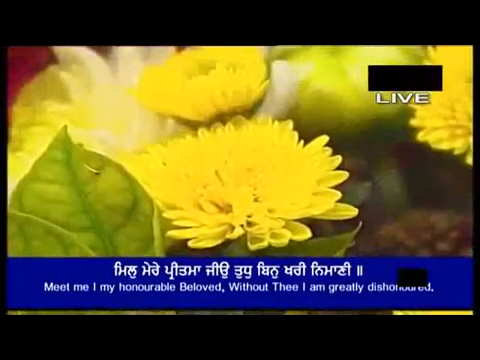 LIVE
ਮਿਲੁ ਮੇਰੇ ਪ੍ਰੀਤਮਾ ਜੀਉ ਤੁਧੁ ਬਿਨੁ ਖਰੀ ਨਿਮਾਣੀ ॥
Meet me I my honourable Beloved, Without Thee I am greatly dishonoured.